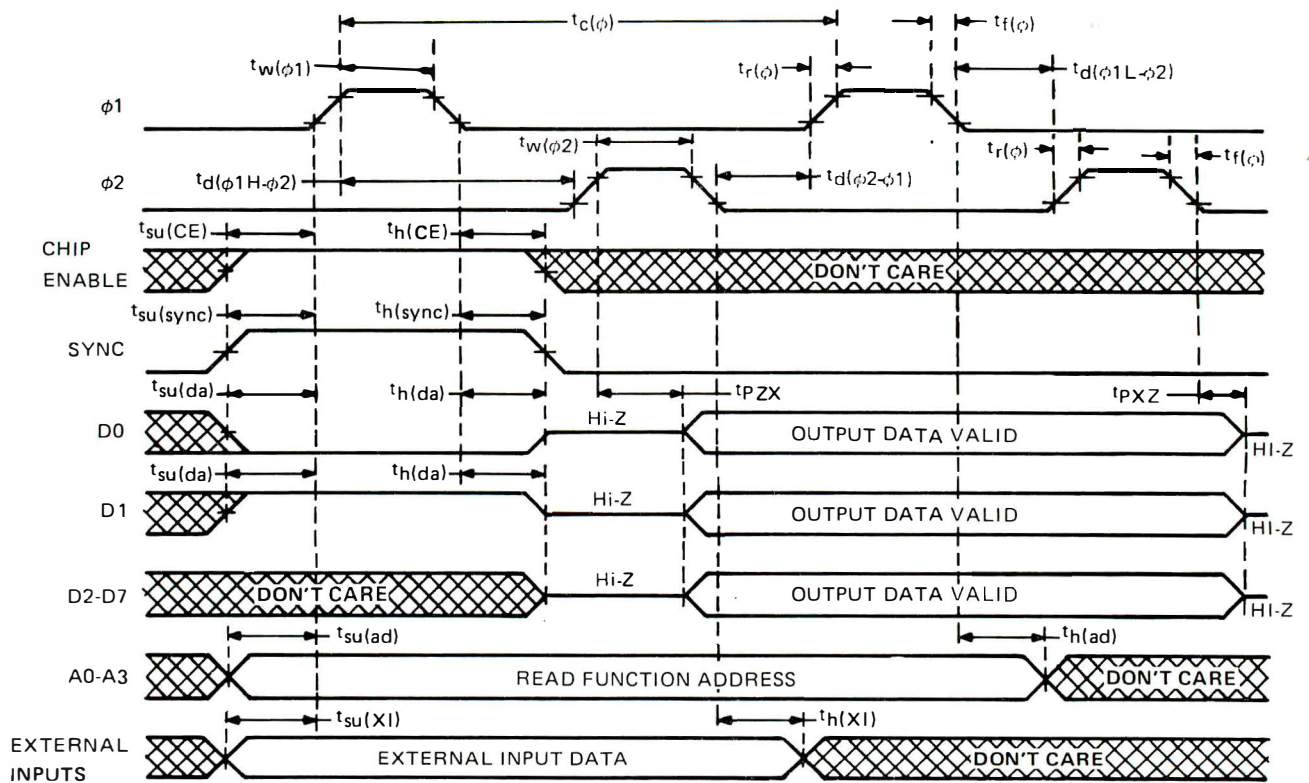 tc(ϕ) tf(ϕ)
tw(ϕ1) tr(ϕ) td(ϕ1L-ϕ2)
ϕ1
tw(ϕ2) tr(ϕ) tf(ϕ)
ϕ2 td(ϕ1H-ϕ2) td(ϕ2-ϕ1)
tsu(CE) th(CE)
CHIP
ENABLE DON'T CARE
tsu(sync) th(sync)
SYNC
tsu(da) th(da) tPZX tPXZ
D0 Hi-Z OUTPUT DATA VALID HI-Z
tsu(da) th(da)
D1 Hi-Z OUTPUT DATA VALID HI-Z
D2-D7 DON'T CARE Hi-Z OUTPUT DATA VALID HI-Z
tsu(ad) th(ad)
A0-A3 READ FUNCTION ADDRESS DON'T CARE
tsu(XI) th(XI)
EXTERNAL
INPUTS EXTERNAL INPUT DATA DON'T CARE